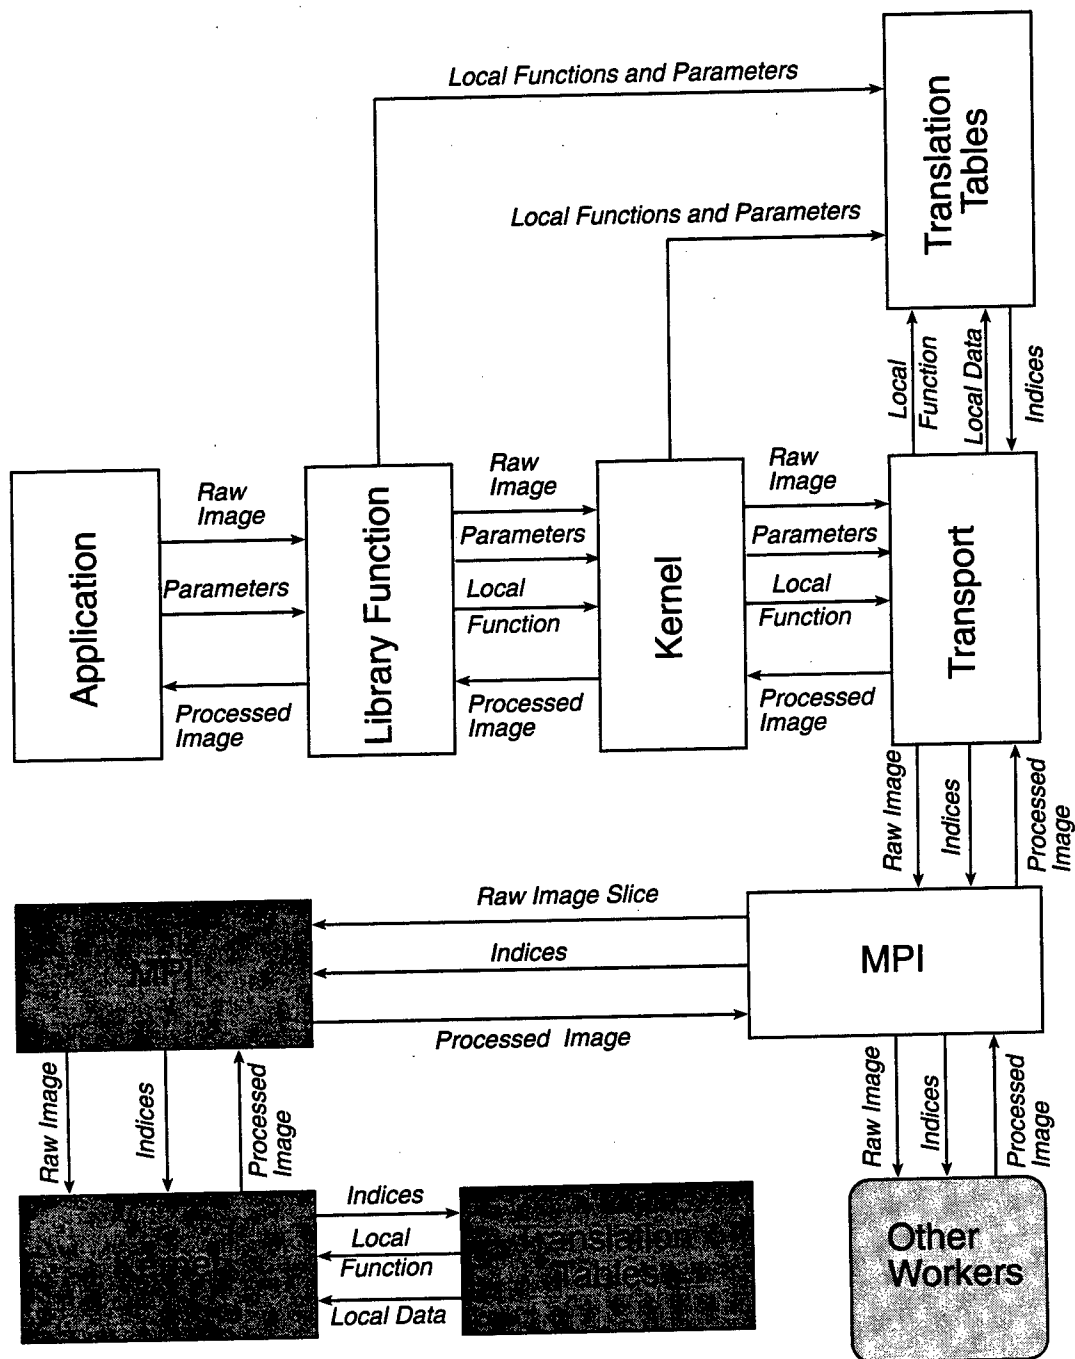 Local Functions and Parameters
Translation
Tables
Local Functions and Parameters
Local
Function
Local Data
Indices
Application
Raw
Image
Parameters
Processed
Image
Library Function
Raw
Image
Parameters
Local
Function
Processed
Image
Kernel
Raw
Image
Parameters
Local
Function
Processed
Image
Transport
Raw Image
Indices
Processed
Image
MPI
Raw Image Slice
Indices
Processed Image
MPI
Raw Image
Indices
Processed
Image
Raw Image
Indices
Processed
Image
Indices
Local
Function
Local Data
Translation
Tables
Other
Workers